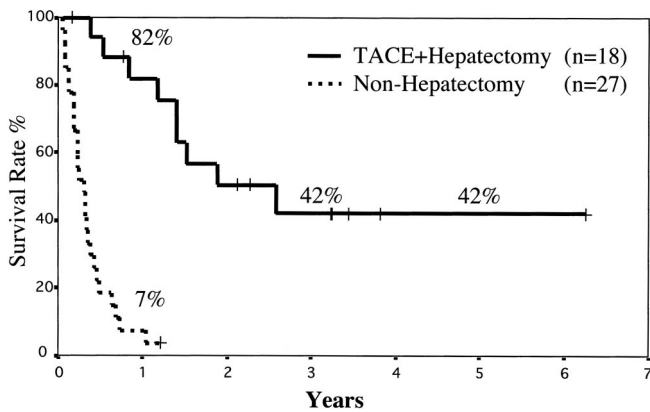 100
80
60
40
20
0
Survival Rate %
82%
TACE+Hepatectomy (n=18)
Non-Hepatectomy (n=27)
42% 42%
7%
0 1 2 3 4 5 6 7
Years